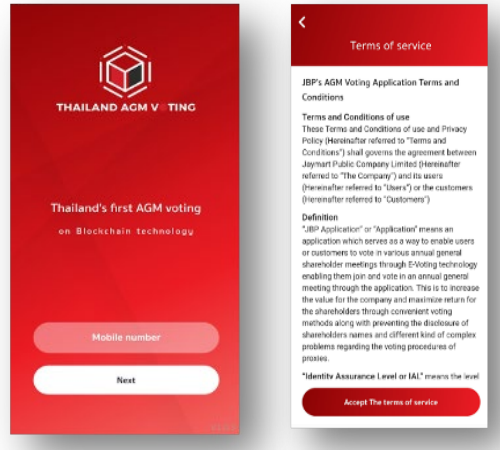 THAILAND AGM V TING
Thailand's first AGM voting
on Blockchain technology
Mobile number
Next
Terms of service
JBP's AGM Voting Application Terms and
Conditions
Terms and Conditions of use
These Terms and Conditions of use and Privacy
Policy (Hereinafter referred to "Terms and
Conditions") shall governs the agreement between
Jaymart Public Company Limited (Hereinafter
referred to "The Company") and its users
(Hereinafter referred to "Users") or the customers
(Hereinafter referred to "Customers")
Definition
"JBP Application" or "Application" means an
application which serves as a way to enable users
or customers to vote in various annual general
shareholder meetings through E-Voting technology
enabling them join and vote in an annual general
meeting through the application. This is to increase
the value for the company and maximize return for
the shareholders through convenient voting
methods along with preventing the disclosure of
shareholders names and different kind of complex
problems regarding the voting procedures of
proxies.
"Identity Assurance Level or IAL" means the level
Accept The terms of service